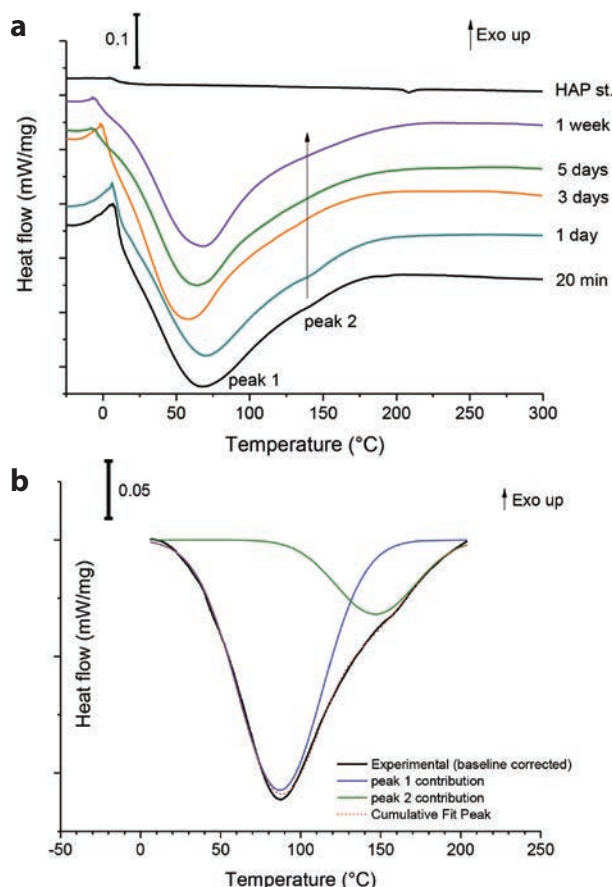 a
0.1
Exo up
HAP st.
1 week
5 days
3 days
1 day
20 min
peak 2
peak 1
Heat flow (mW/mg)
0 50 100 150 200 250 300
Temperature (°C)
b
0.05
Exo up
Heat flow (mW/mg)
Experimental (baseline corrected)
peak 1 contribution
peak 2 contribution
Cumulative Fit Peak
-50 0 50 100 150 200 250
Temperature (°C)